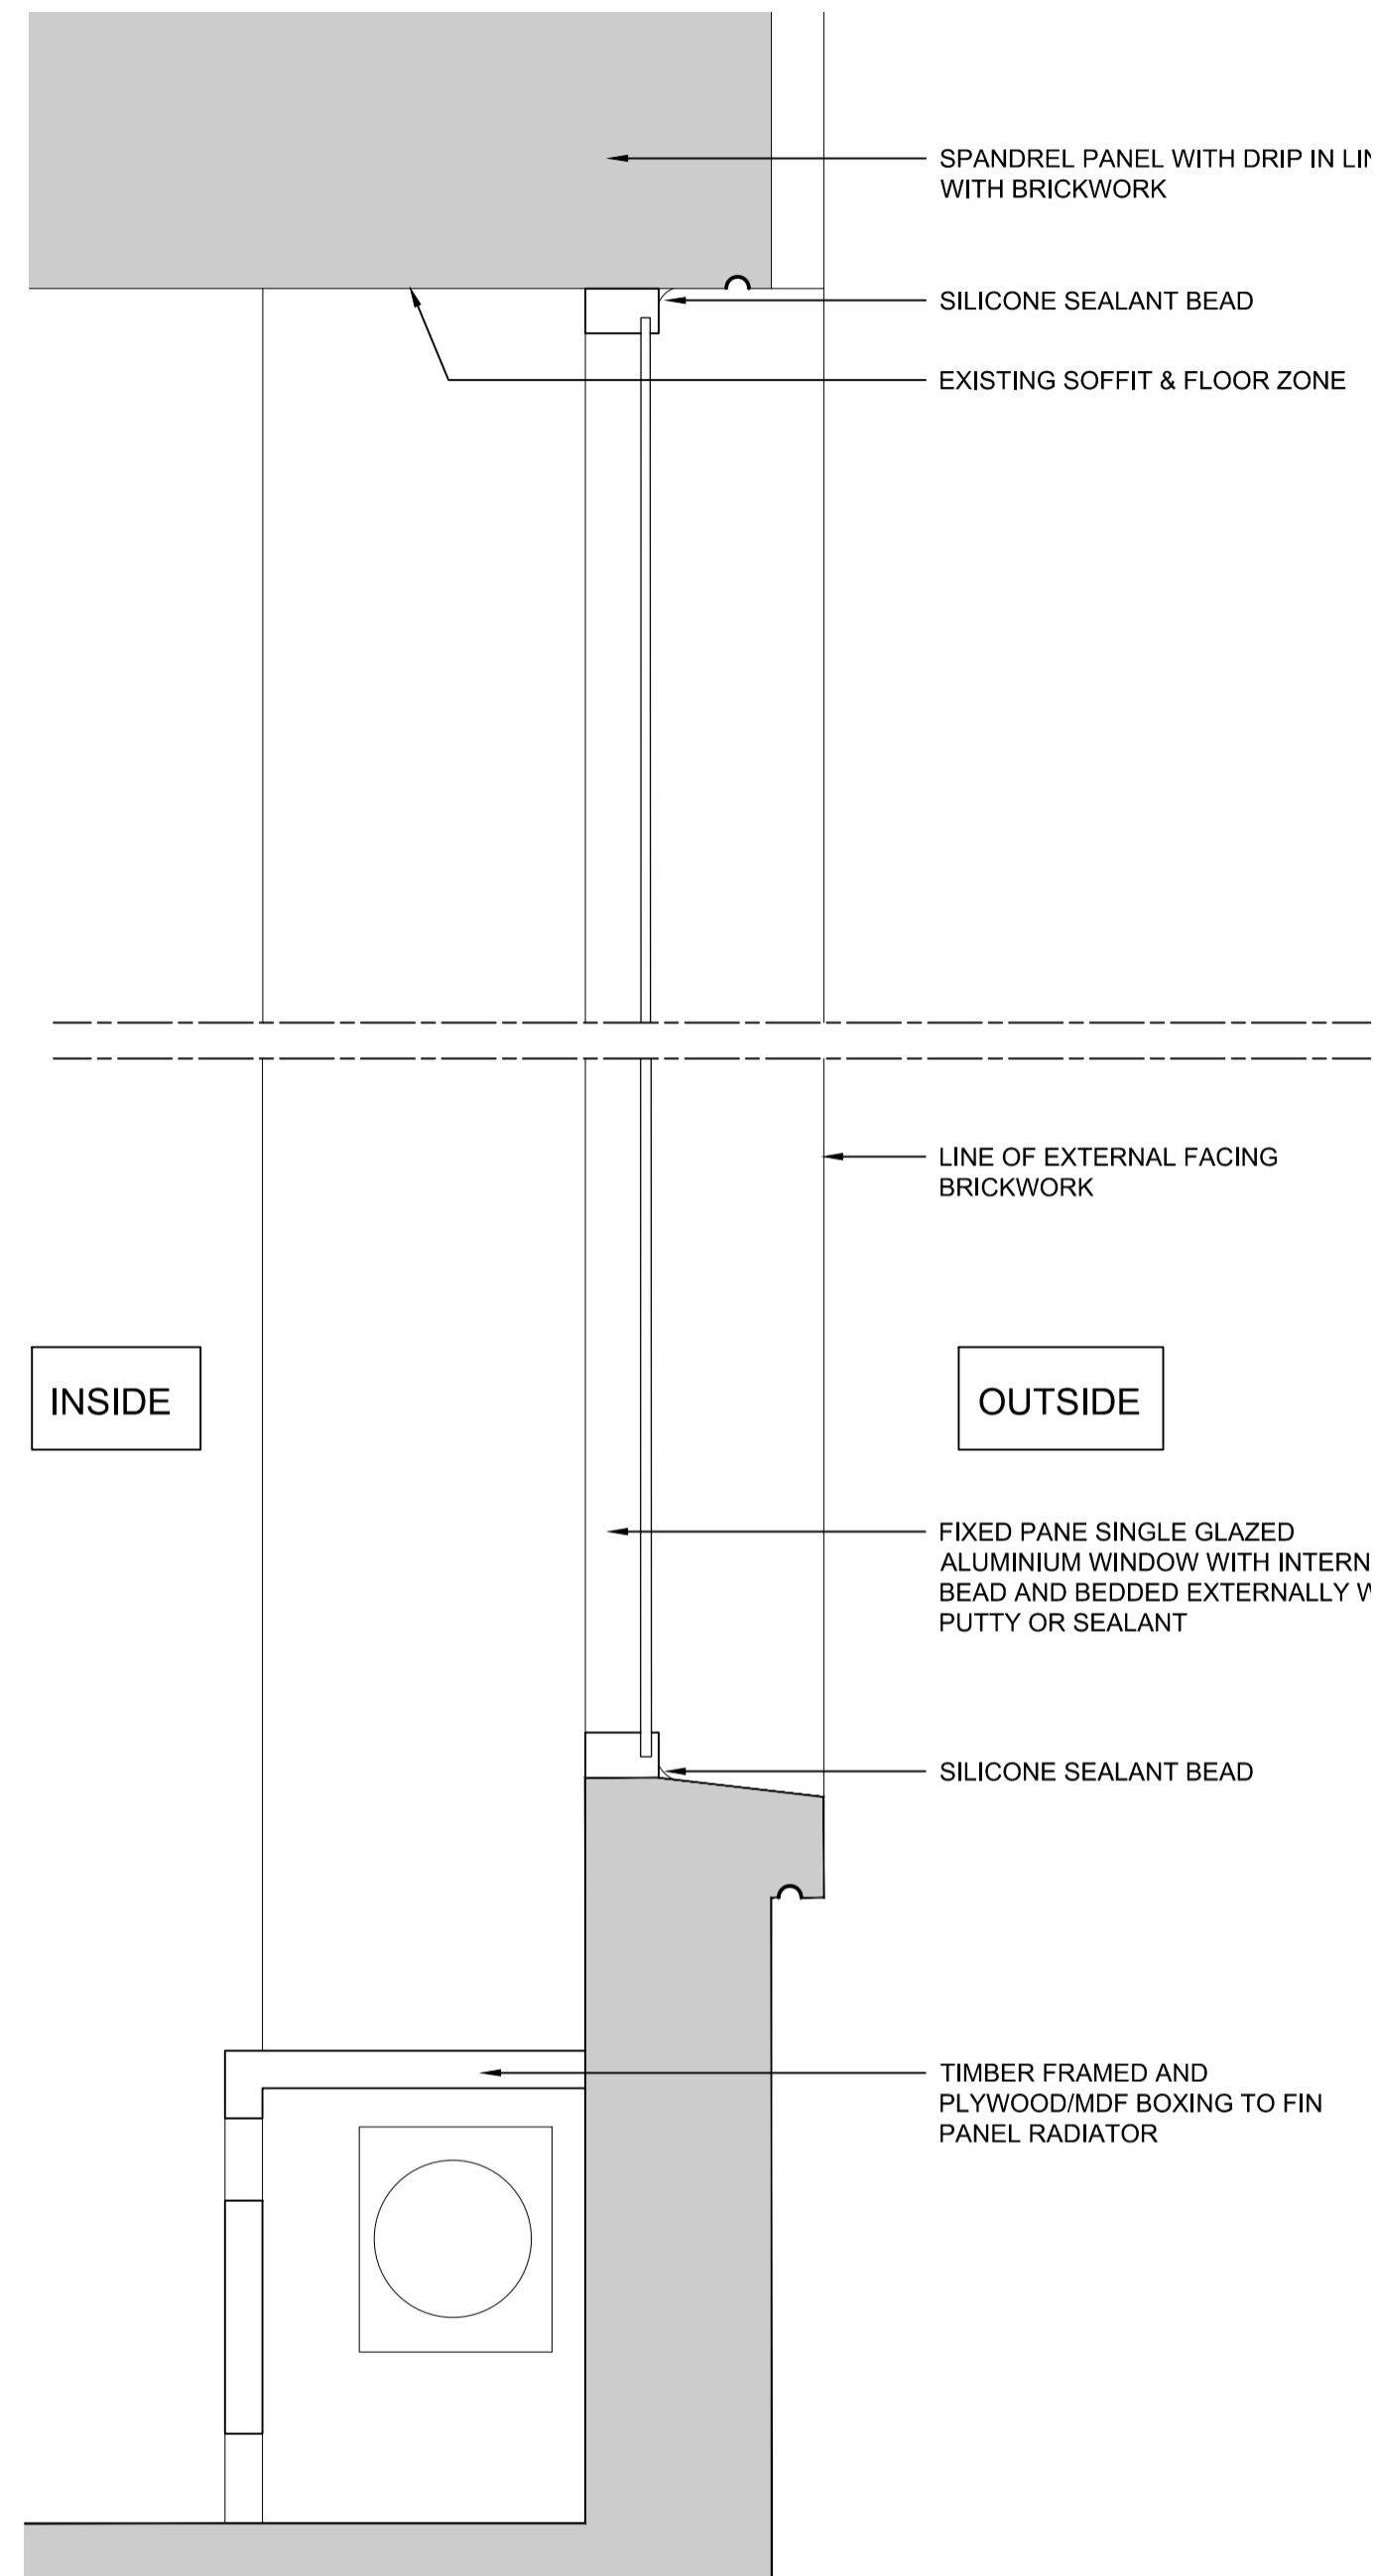 SPANDREL PANEL WITH DRIP IN
WITH BRICKWORK
SILICONE SEALANT BEAD
EXISTING SOFFIT & FLOOR ZONE
LINE OF EXTERNAL FACING
BRICKWORK
INSIDE
OUTSIDE
FIXED PANE SINGLE GLAZED
ALUMINIUM WINDOW WITH INTERN
BEAD AND BEDDED EXTERNALLY
PUTTY OR SEALANT
SILICONE SEALANT BEAD
TIMBER FRAMED AND
PLYWOOD/MDF BOXING TO FIN
PANEL RADIATOR